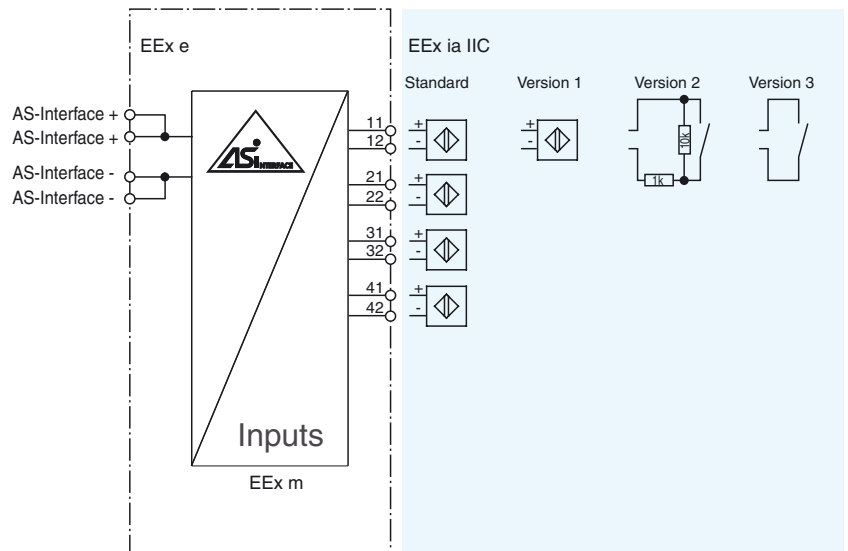 EEx e
EEx ia IIC
Standard
Version 1
Version 2
Version 3
AS-Interface +
AS-Interface +
AS-Interface -
AS-Interface -
ASi INTERFACE
11
12
21
22
31
32
41
42
+
-
+
-
+
-
+
-
+
-
10k
1k
Inputs
EEx m